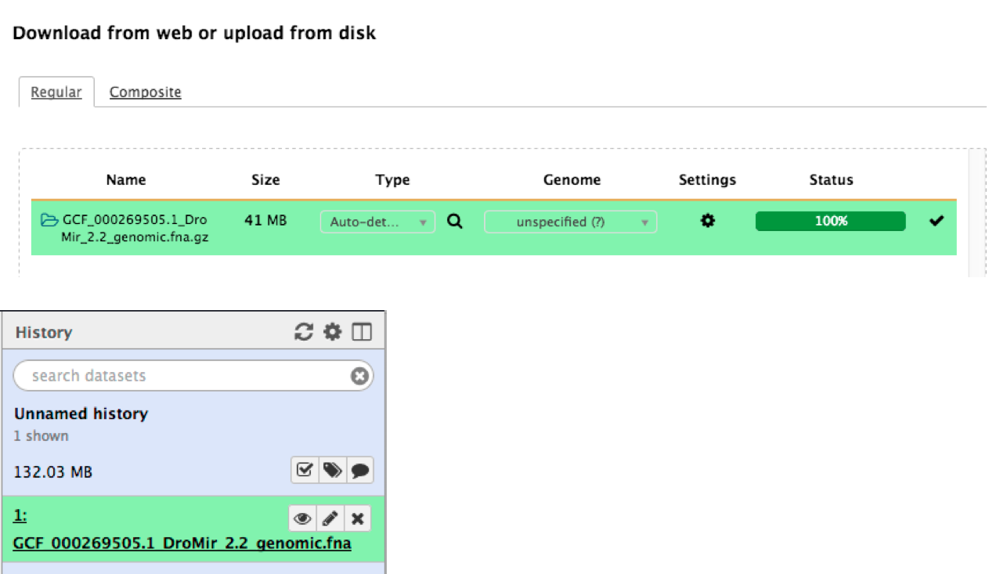 Download from web or upload from disk
Regular Composite
Name Size Type Genome Settings Status
GCF_000269505.1_Dro 41 MB Auto-det... unspecified (?) 100%
Mir_2.2_genomic.fna.gz
History
search datasets
Unnamed history
1 shown
132.03 MB
1:
GCF_000269505.1_DroMir_2.2_genomic.fna